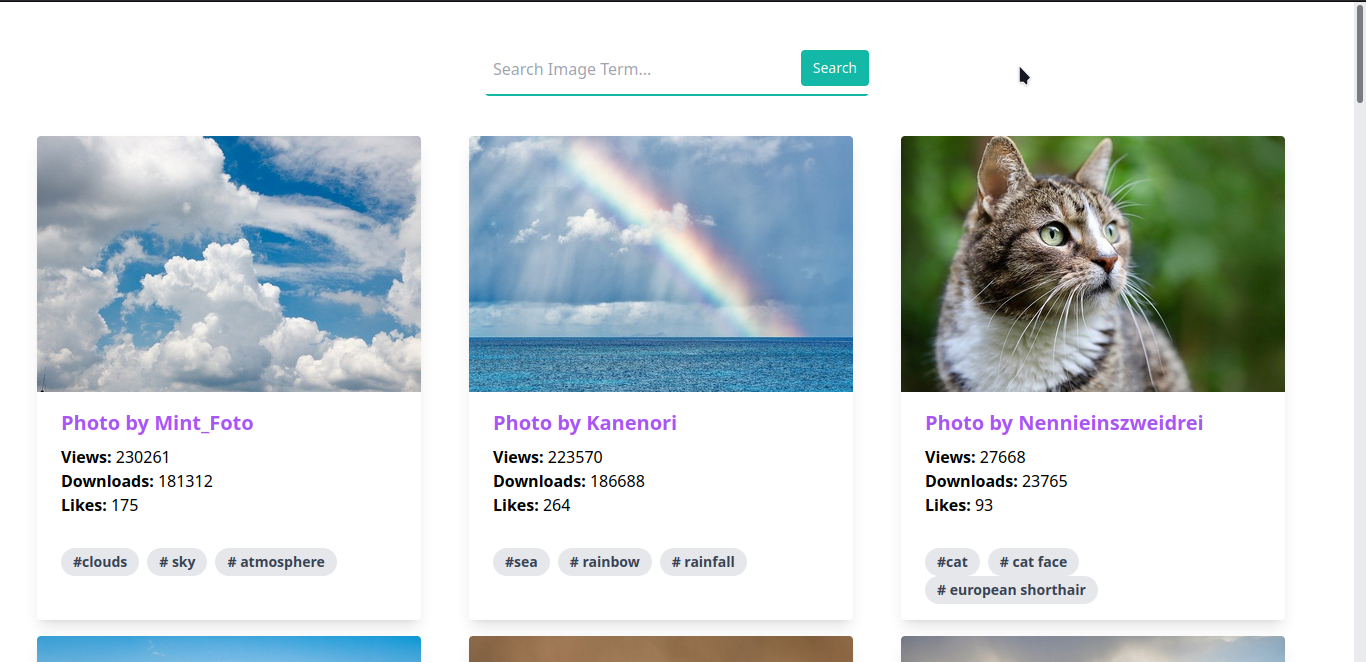 Search Image Term...
Search
Photo by Mint_Foto
Views: 230261
Downloads: 181312
Likes: 175
#clouds
# sky
# atmosphere
Photo by Kanenori
Views: 223570
Downloads: 186688
Likes: 264
#sea
# rainbow
# rainfall
Photo by Nennieinszweidrei
Views: 27668
Downloads: 23765
Likes: 93
#cat
# cat face
# european shorthair